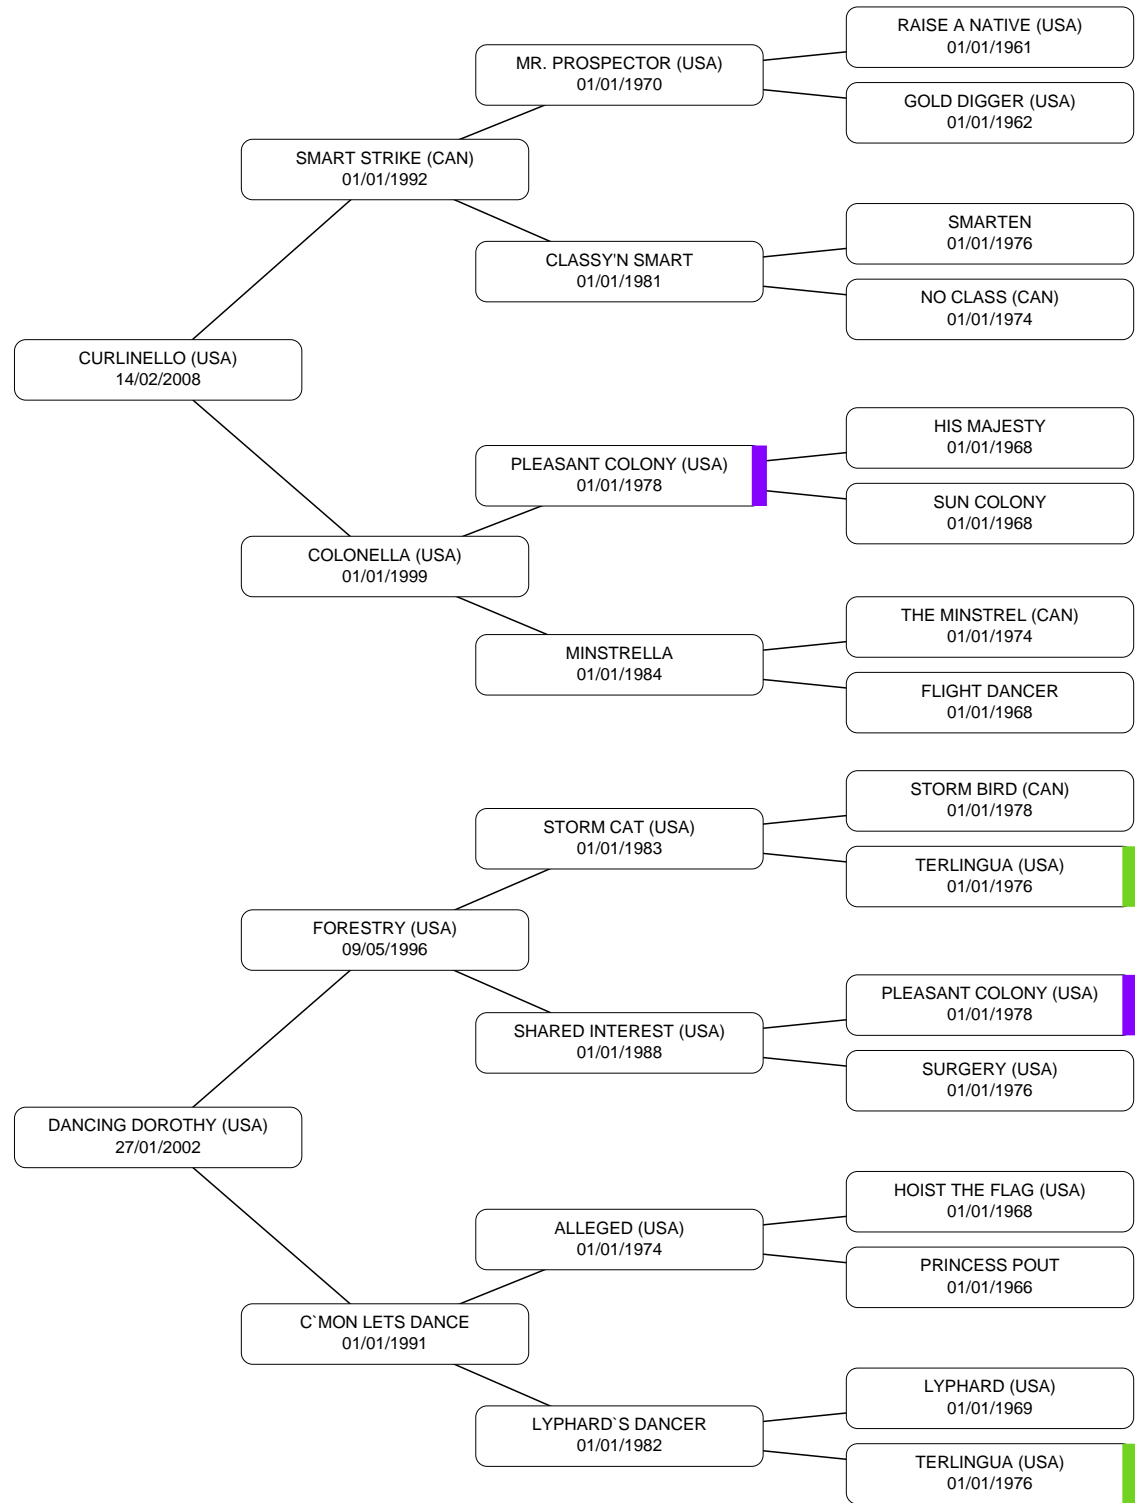 RAISE A NATIVE (USA)
01/01/1961
MR. PROSPECTOR (USA)
01/01/1970
GOLD DIGGER (USA)
01/01/1962
SMART STRIKE (CAN)
01/01/1992
SMARTEN
01/01/1976
CLASSY'N SMART
01/01/1981
NO CLASS (CAN)
01/01/1974
CURLINELLO (USA)
14/02/2008
HIS MAJESTY
01/01/1968
PLEASANT COLONY (USA)
01/01/1978
SUN COLONY
01/01/1968
COLONELLA (USA)
01/01/1999
THE MINSTREL (CAN)
01/01/1974
MINSTRELLA
01/01/1984
FLIGHT DANCER
01/01/1968
STORM BIRD (CAN)
01/01/1978
STORM CAT (USA)
01/01/1983
TERLINGUA (USA)
01/01/1976
FORESTRY (USA)
09/05/1996
PLEASANT COLONY (USA)
01/01/1978
SHARED INTEREST (USA)
01/01/1988
SURGERY (USA)
01/01/1976
DANCING DOROTHY (USA)
27/01/2002
HOIST THE FLAG (USA)
01/01/1968
ALLEGED (USA)
01/01/1974
PRINCESS POUT
01/01/1966
C`MON LETS DANCE
01/01/1991
LYPHARD (USA)
01/01/1969
LYPHARD`S DANCER
01/01/1982
TERLINGUA (USA)
01/01/1976